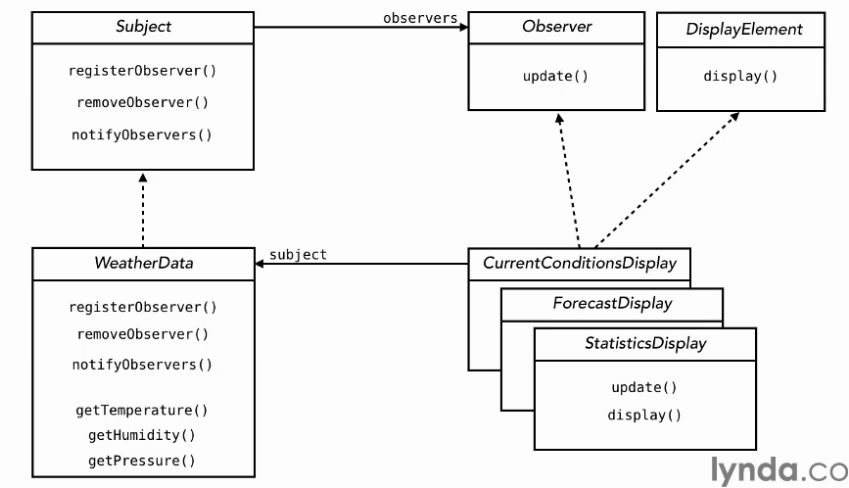 Subject
registerObserver()
removeObserver()
notifyObservers()
observers
Observer
update()
DisplayElement
display()
WeatherData
registerObserver()
removeObserver()
notifyObservers()
getTemperature()
getHumidity()
getPressure()
subject
CurrentConditionsDisplay
ForecastDisplay
StatisticsDisplay
update()
display()
lynda.co